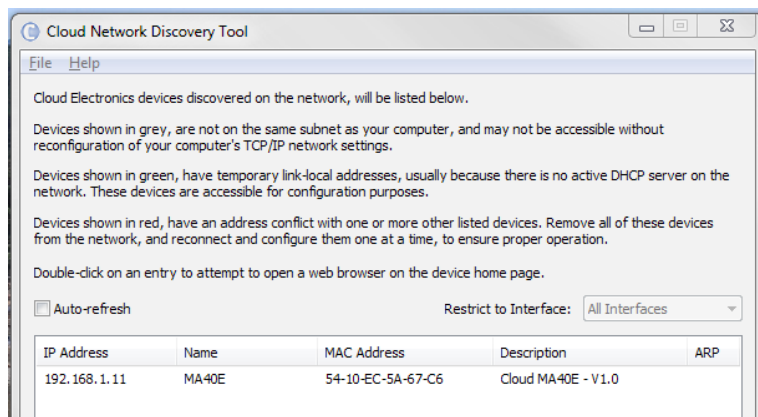 Cloud Network Discovery Tool
File Help
Cloud Electronics devices discovered on the network, will be listed below.
Devices shown in grey, are not on the same subnet as your computer, and may not be accessible without
reconfiguration of your computer's TCP/IP network settings.
Devices shown in green, have temporary link-local addresses, usually because there is no active DHCP server on the
network. These devices are accessible for configuration purposes.
Devices shown in red, have an address conflict with one or more other listed devices. Remove all of these devices
from the network, and reconnect and configure them one at a time, to ensure proper operation.
Double-click on an entry to attempt to open a web browser on the device home page.
Auto-refresh Restrict to Interface: All Interfaces
IP Address Name MAC Address Description ARP
192.168.1.11 MA40E 54-10-EC-5A-67-C6 Cloud MA40E - V1.0